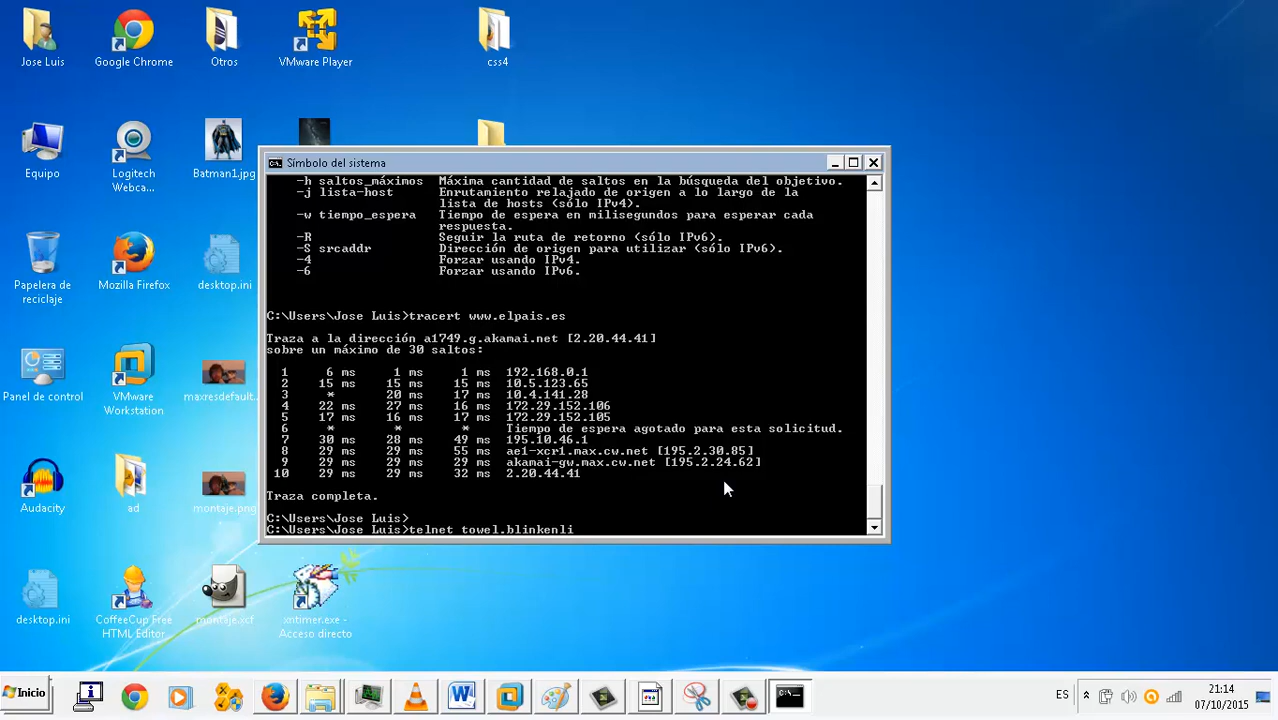 Jose Luis
Google Chrome
Otros
VMware Player
css4
Equipo
Logitech
Webca...
Batman1.jpg
Papelera de
reciclaje
Mozilla Firefox
desktop.ini
Panel de control
VMware
Workstation
maxresdefault.
Audacity
ad
montaje.png
desktop.ini
CoffeeCup Free
HTML Editor
montaje.xcf
xntimer.exe -
Acceso directo
Símbolo del sistema
-h saltos_máximos Máxima cantidad de saltos en la búsqueda del objetivo.
-j lista-host Enrutamiento relajado de origen a lo largo de la
lista de hosts (sólo IPv4).
-w tiempo_espera Tiempo de espera en milisegundos para esperar cada
respuesta.
-R Seguir la ruta de retorno (sólo IPv6).
-S srcaddr Dirección de origen para utilizar (sólo IPv6).
-4 Forzar usando IPv4.
-6 Forzar usando IPv6.
C:\Users\Jose Luis>tracert www.elpais.es
Traza a la dirección a1749.g.akamai.net [2.20.44.41]
sobre un máximo de 30 saltos:
1 6 ms 1 ms 1 ms 192.168.0.1
2 15 ms 15 ms 15 ms 10.5.123.65
3 * 20 ms 17 ms 10.4.141.28
4 22 ms 27 ms 16 ms 172.29.152.106
5 17 ms 16 ms 17 ms 172.29.152.105
6 * * * Tiempo de espera agotado para esta solicitud.
7 30 ms 28 ms 49 ms 195.10.46.1
8 29 ms 29 ms 55 ms ae1-xcr1.max.cw.net [195.2.30.85]
9 29 ms 29 ms 29 ms akamai-gw.max.cw.net [195.2.24.62]
10 29 ms 29 ms 32 ms 2.20.44.41
Traza completa.
C:\Users\Jose Luis>
C:\Users\Jose Luis>telnet towel.blinkenli
Inicio
ES
21:14
07/10/2015